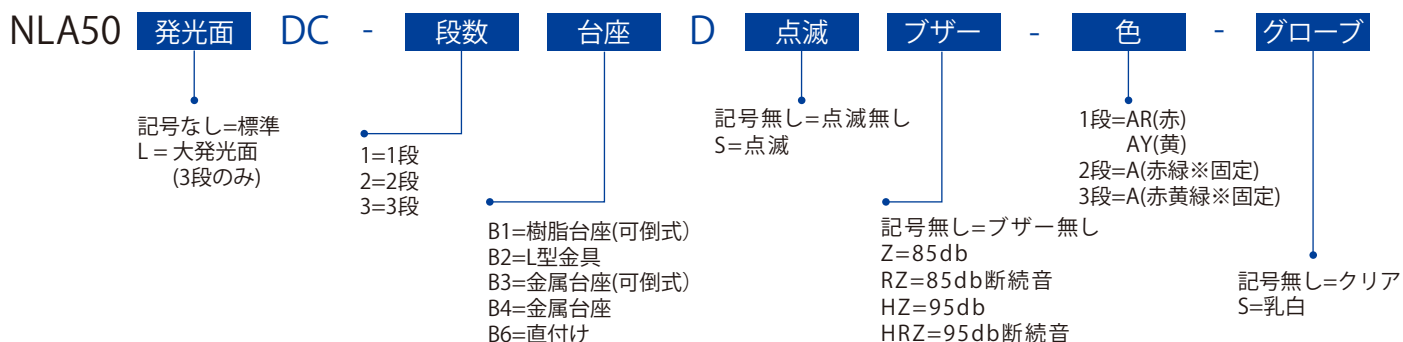 NLA50 発光面 DC - 段数 台座 D 点滅 ブザー - 色 - グローブ
記号なし=標準
L = 大発光面
(3段のみ)
1=1段
2=2段
3=3段
B1=樹脂台座(可倒式)
B2=L型金具
B3=金属台座(可倒式)
B4=金属台座
B6=直付け
記号無し=点滅無し
S=点滅
記号無し=ブザー無し
Z=85db
RZ=85db断続音
HZ=95db
HRZ=95db断続音
1段=AR(赤)
AY(黄)
2段=A(赤緑※固定)
3段=A(赤黄緑※固定)
記号無し=クリア
S=乳白